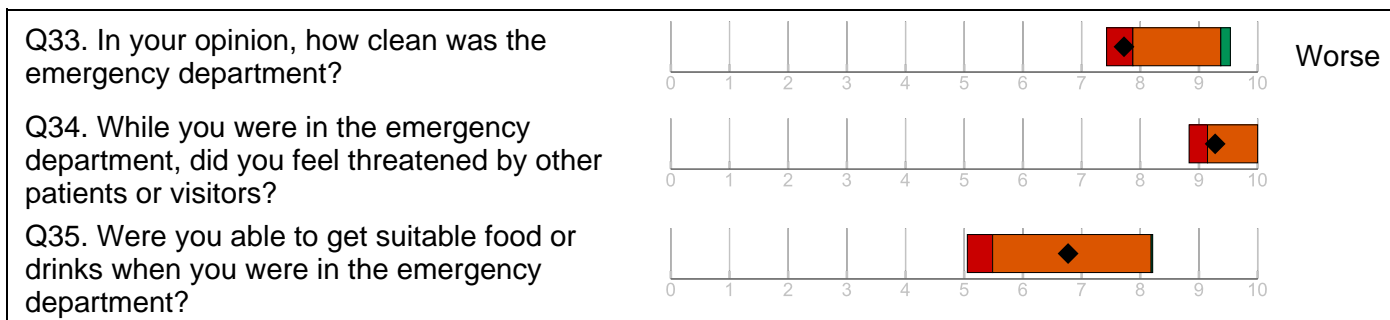 Q33. In your opinion, how clean was the
emergency department?
0 1 2 3 4 5 6 7 8 9 10
Worse
Q34. While you were in the emergency
department, did you feel threatened by other
patients or visitors?
0 1 2 3 4 5 6 7 8 9 10
Q35. Were you able to get suitable food or
drinks when you were in the emergency
department?
0 1 2 3 4 5 6 7 8 9 10